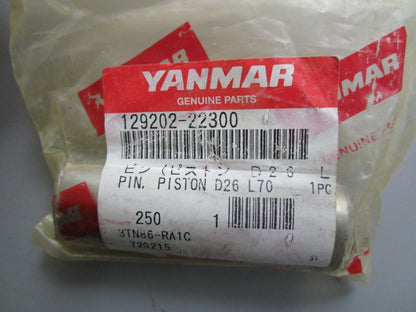 YANMAR
GENUINE PARTS
129202-22300
ピン(ピストン D26 L
PIN, PISTON D26 L70 1PC
250 1
3TN86-RA1C
720215
YANMAR